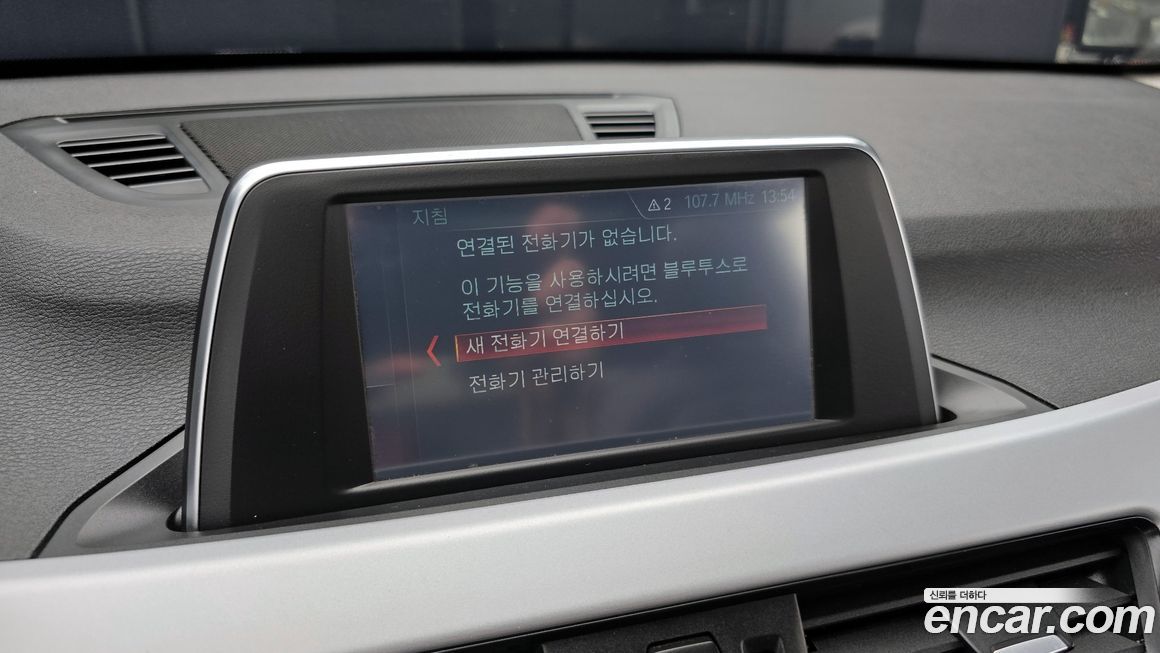 지침
⚠2 107.7 MHz 13:54
연결된 전화기가 없습니다.
이 기능을 사용하시려면 블루투스로
전화기를 연결하십시오.
새 전화기 연결하기
전화기 관리하기
신뢰를 더하다
encar.com